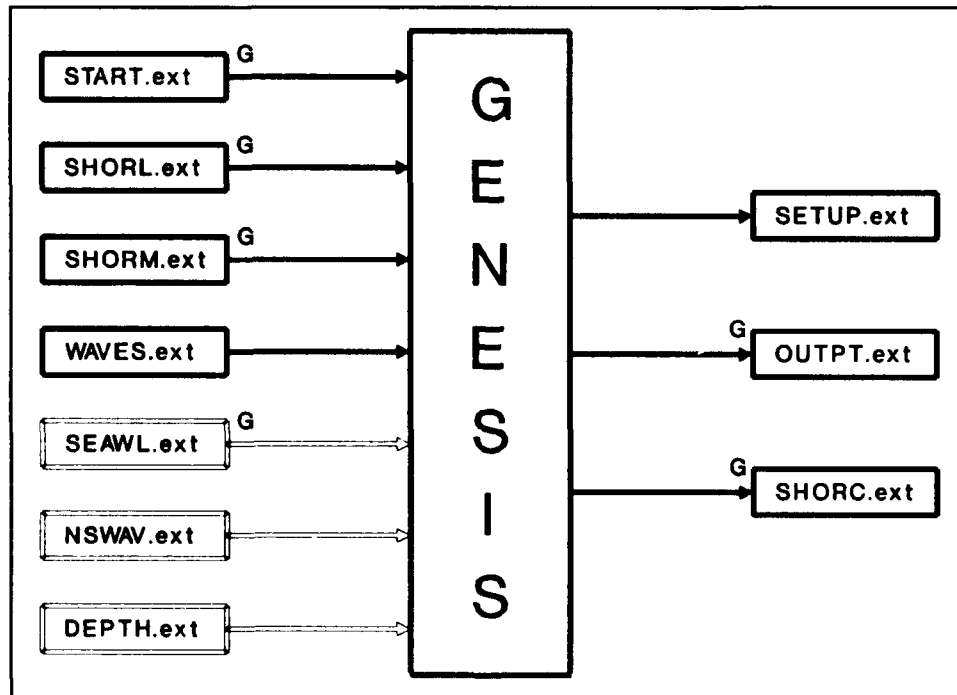 G
START.ext
G
SHORL.ext
G
SHORM.ext
WAVES.ext
G
SEAWL.ext
NSWAV.ext
DEPTH.ext
G
E
N
E
S
I
S
SETUP.ext
G
OUTPT.ext
G
SHORC.ext